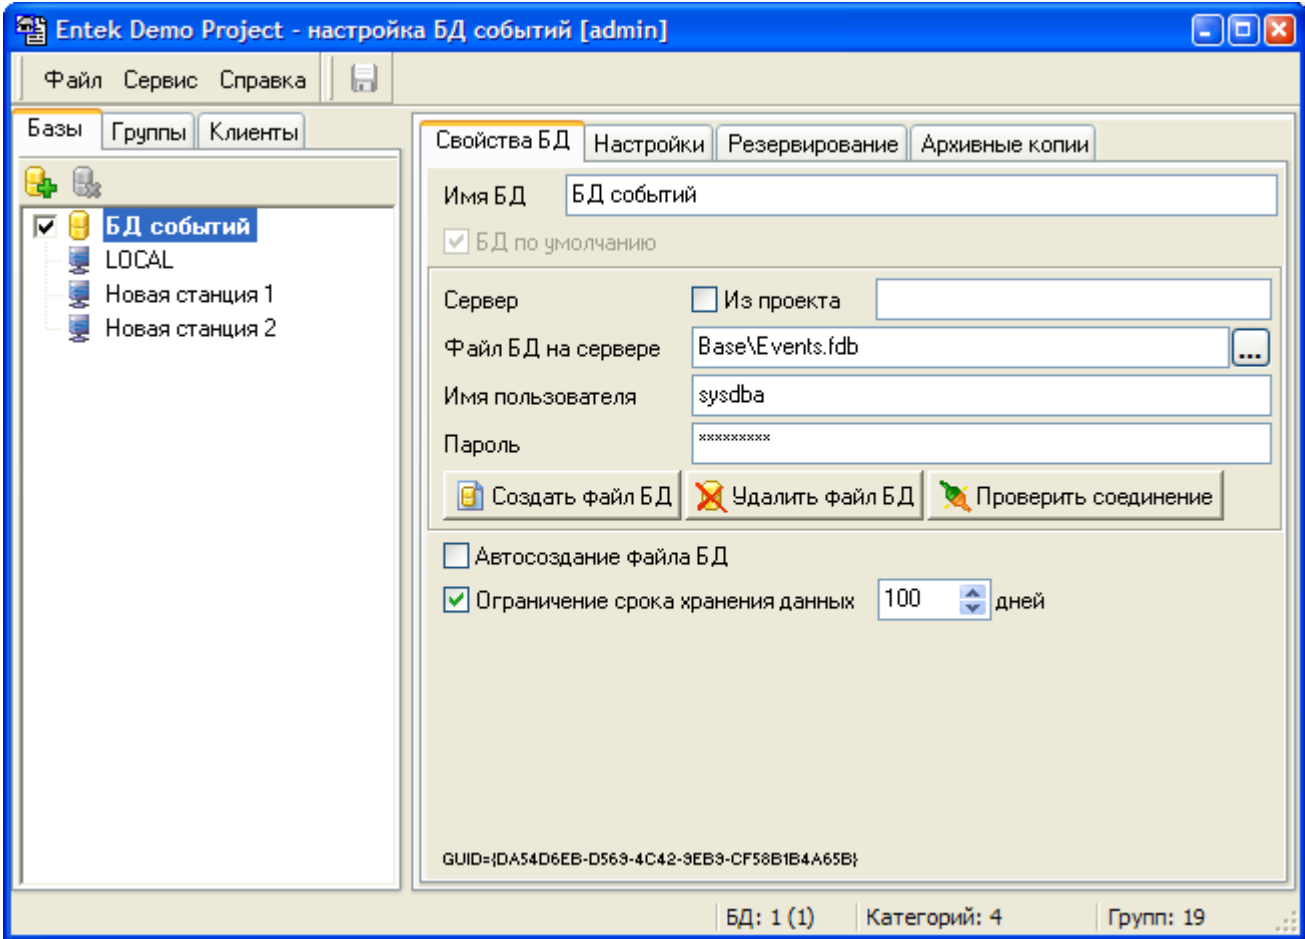 Entek Demo Project - настройка БД событий [admin]
Файл Сервис Справка
Базы Группы Клиенты
БД событий
LOCAL
Новая станция 1
Новая станция 2
Свойства БД Настройки Резервирование Архивные копии
Имя БД БД событий
БД по умолчанию
Сервер Из проекта
Файл БД на сервере Base\Events.fdb ...
Имя пользователя sysdba
Пароль *********
Создать файл БД Удалить файл БД Проверить соединение
Автосоздание файла БД
Ограничение срока хранения данных 100 дней
GUID={DA54D6EB-D569-4C42-9EB9-CF58B1B4A65B}
БД: 1 (1) Категорий: 4 Групп: 19